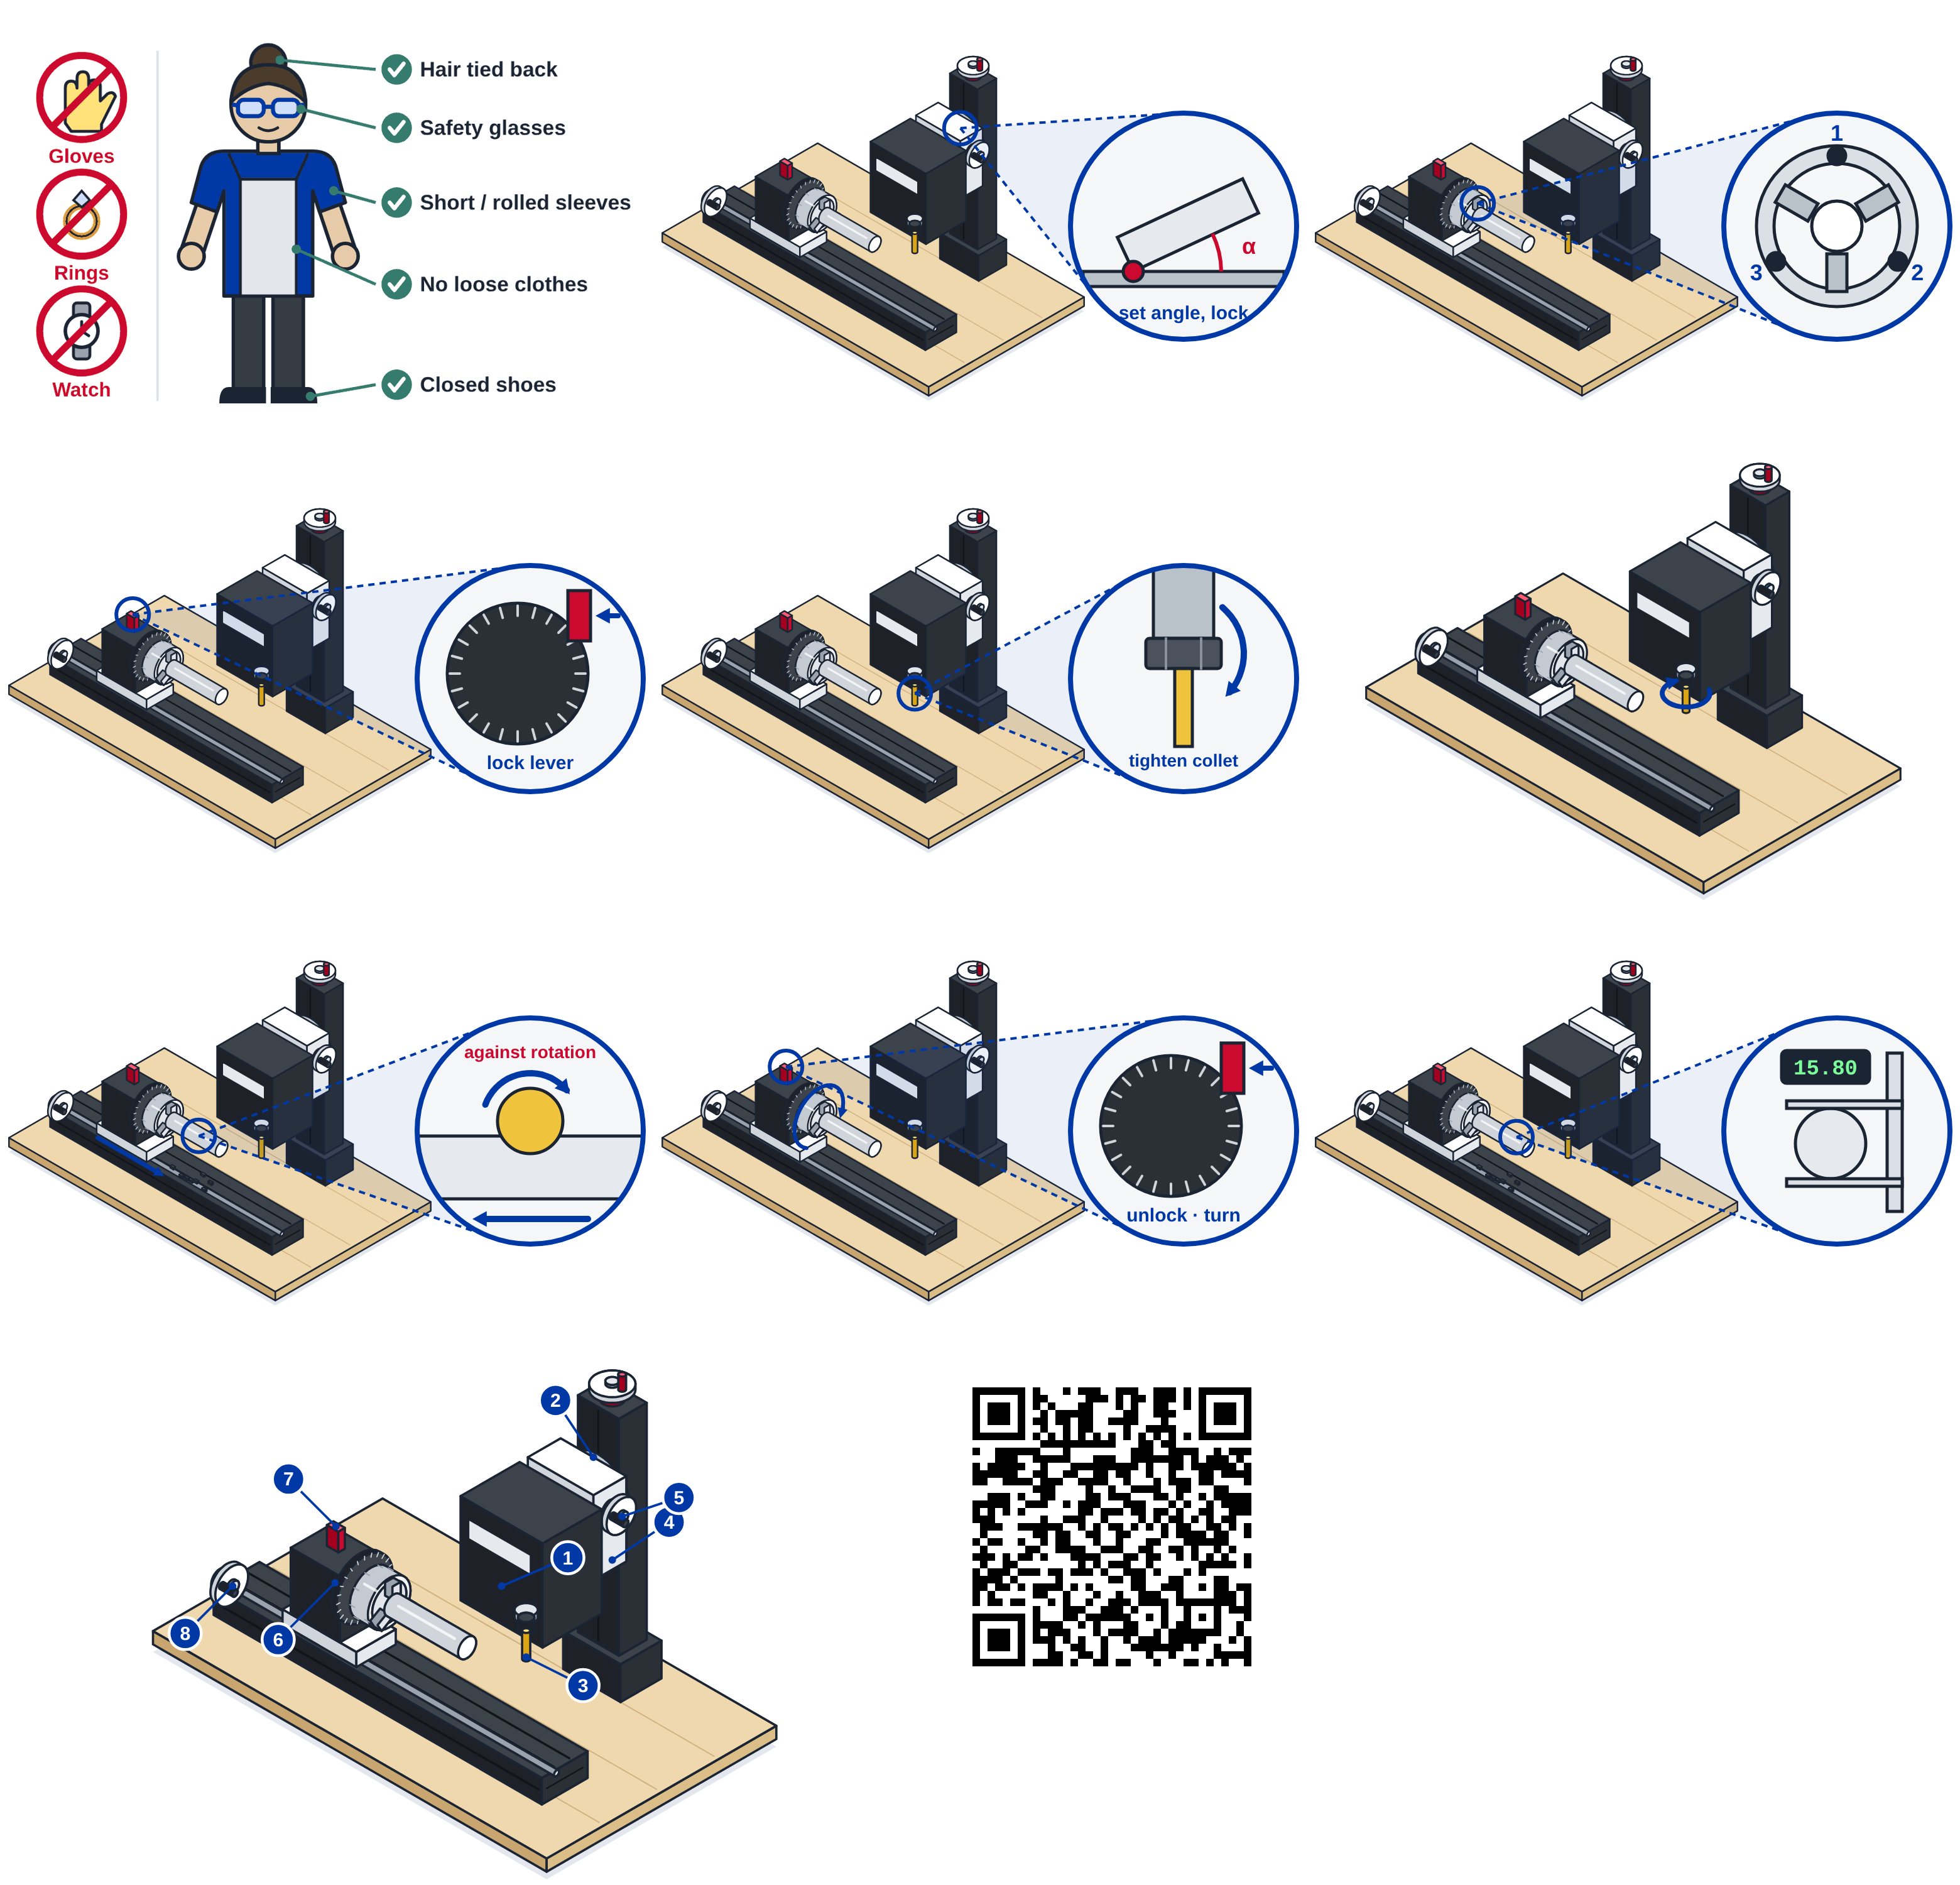 Gloves
Rings
Watch
Hair tied back
Safety glasses
Short / rolled sleeves
No loose clothes
Closed shoes
α
set angle, lock
1
2
3
lock lever
tighten collet
against rotation
unlock · turn
15.80
2
7
5
4
1
8
6
3